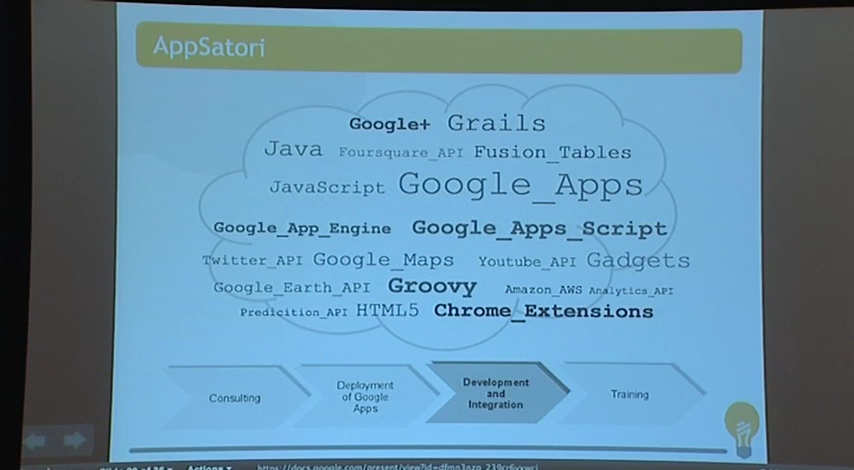 AppSatori
Google+ Grails
Java Foursquare_API Fusion_Tables
JavaScript Google_Apps
Google_App_Engine Google_Apps_Script
Twitter_API Google_Maps Youtube_API Gadgets
Google_Earth_API Groovy Amazon_AWS Analytics_API
Predicition_API HTML5 Chrome_Extensions
Consulting
Deployment
of Google
Apps
Development
and
Integration
Training
Actions